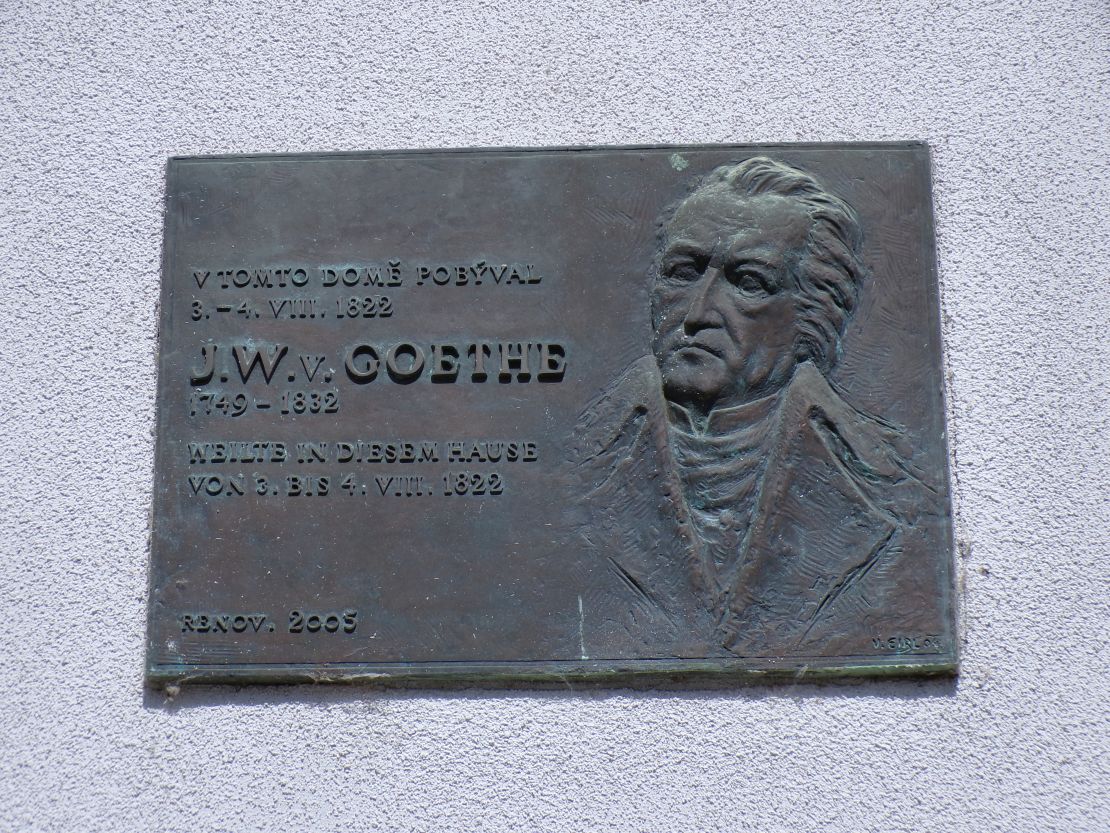 V TOMTO DOMĚ POBÝVAL
3. – 4. VIII. 1822
J.W. v. GOETHE
1749 – 1832
WEILTE IN DIESEM HAUSE
VON 3. BIS 4. VIII. 1822
RENOV. 2005